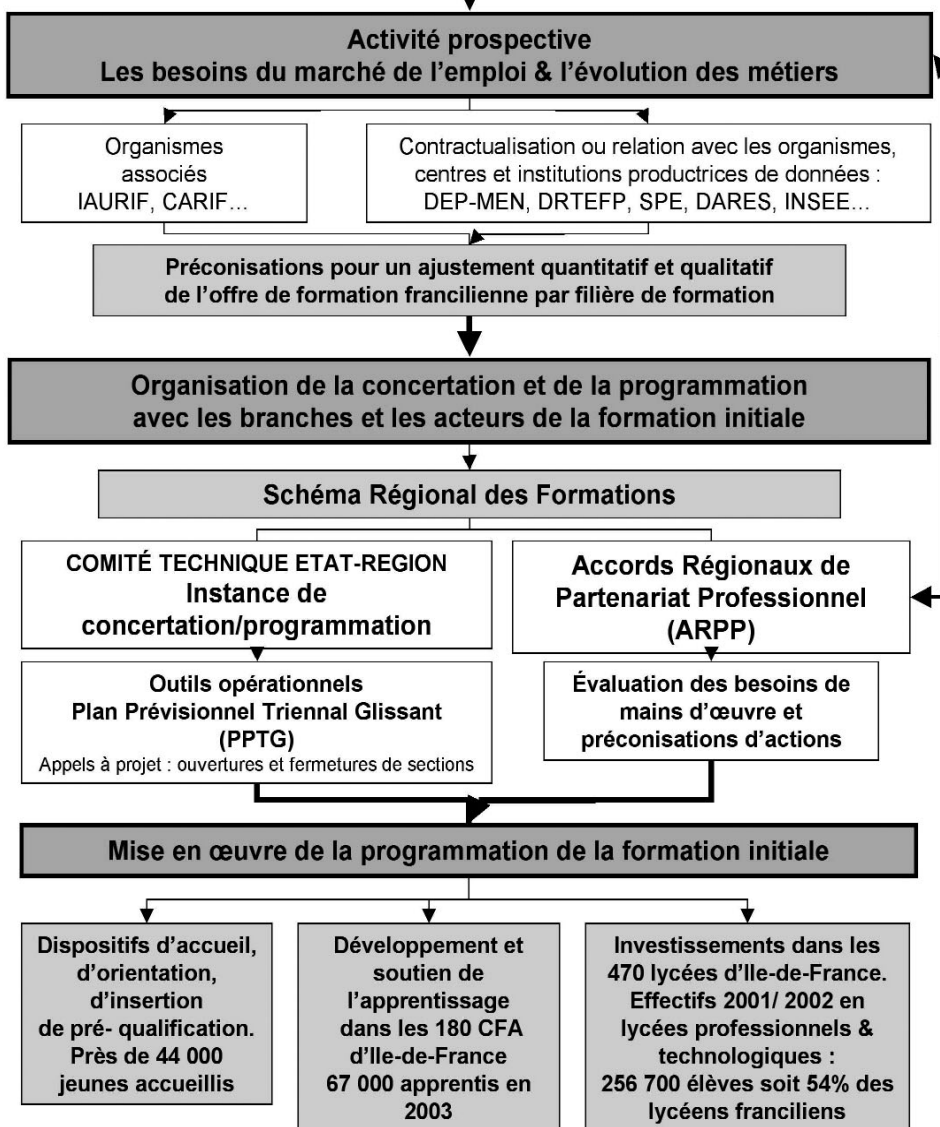 Activité prospective
Les besoins du marché de l'emploi & l'évolution des métiers
Organismes
associés
IAURIF, CARIF…
Contractualisation ou relation avec les organismes,
centres et institutions productrices de données :
DEP-MEN, DRTEFP, SPE, DARES, INSEE…
Préconisations pour un ajustement quantitatif et qualitatif
de l'offre de formation francilienne par filière de formation
Organisation de la concertation et de la programmation
avec les branches et les acteurs de la formation initiale
Schéma Régional des Formations
COMITÉ TECHNIQUE ETAT-REGION
Instance de
concertation/programmation
Accords Régionaux de
Partenariat Professionnel
(ARPP)
Outils opérationnels
Plan Prévisionnel Triennal Glissant
(PPTG)
Appels à projet : ouvertures et fermetures de sections
Évaluation des besoins de
mains d'œuvre et
préconisations d'actions
Mise en œuvre de la programmation de la formation initiale
Dispositifs d'accueil,
d'orientation,
d'insertion
de pré- qualification.
Près de 44 000
jeunes accueillis
Développement et
soutien de
l'apprentissage
dans les 180 CFA
d'Ile-de-France
67 000 apprentis en
2003
Investissements dans les
470 lycées d'Ile-de-France.
Effectifs 2001/ 2002 en
lycées professionnels &
technologiques :
256 700 élèves soit 54% des
lycéens franciliens